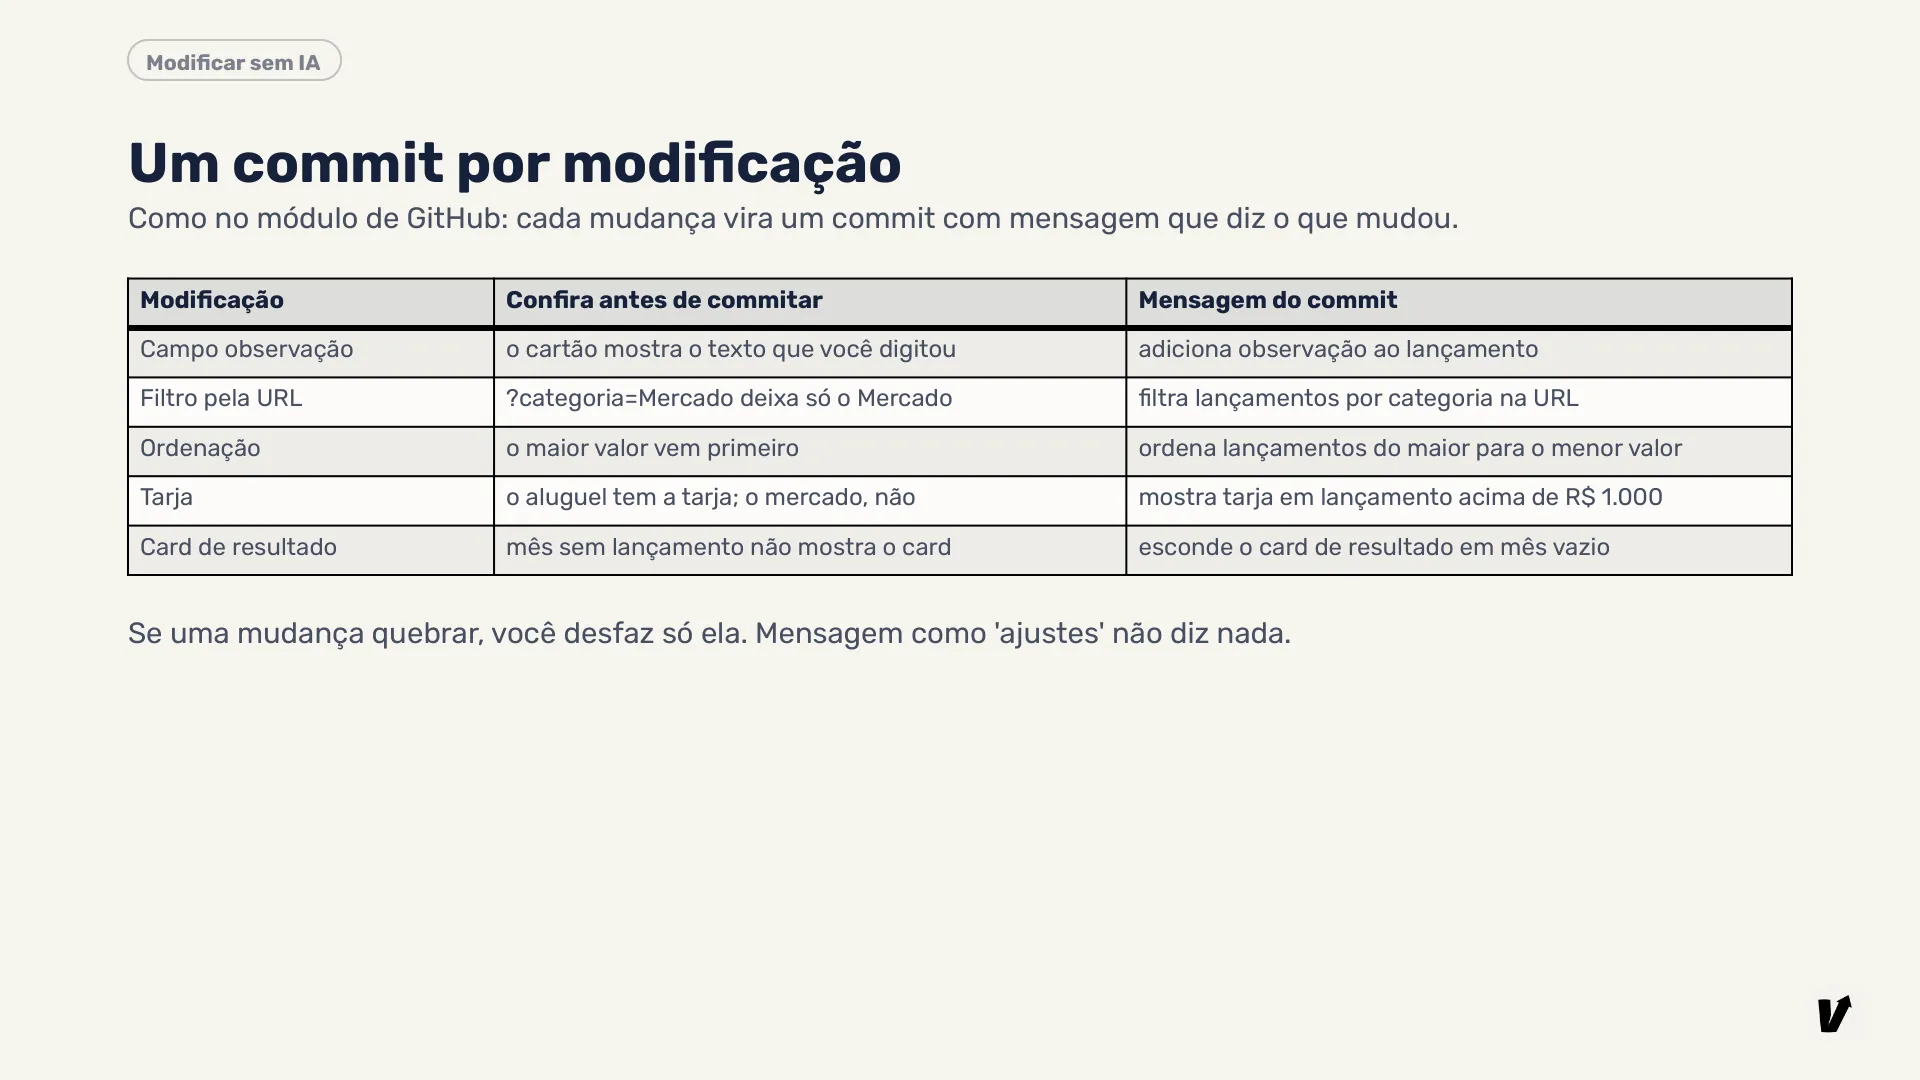 Modificar sem IA
Um commit por modificação
Como no módulo de GitHub: cada mudança vira um commit com mensagem que diz o que mudou.
Modificação | Confira antes de commitar | Mensagem do commit
Campo observação | o cartão mostra o texto que você digitou | adiciona observação ao lançamento
Filtro pela URL | ?categoria=Mercado deixa só o Mercado | filtra lançamentos por categoria na URL
Ordenação | o maior valor vem primeiro | ordena lançamentos do maior para o menor valor
Tarja | o aluguel tem a tarja; o mercado, não | mostra tarja em lançamento acima de R$ 1.000
Card de resultado | mês sem lançamento não mostra o card | esconde o card de resultado em mês vazio
Se uma mudança quebrar, você desfaz só ela. Mensagem como 'ajustes' não diz nada.